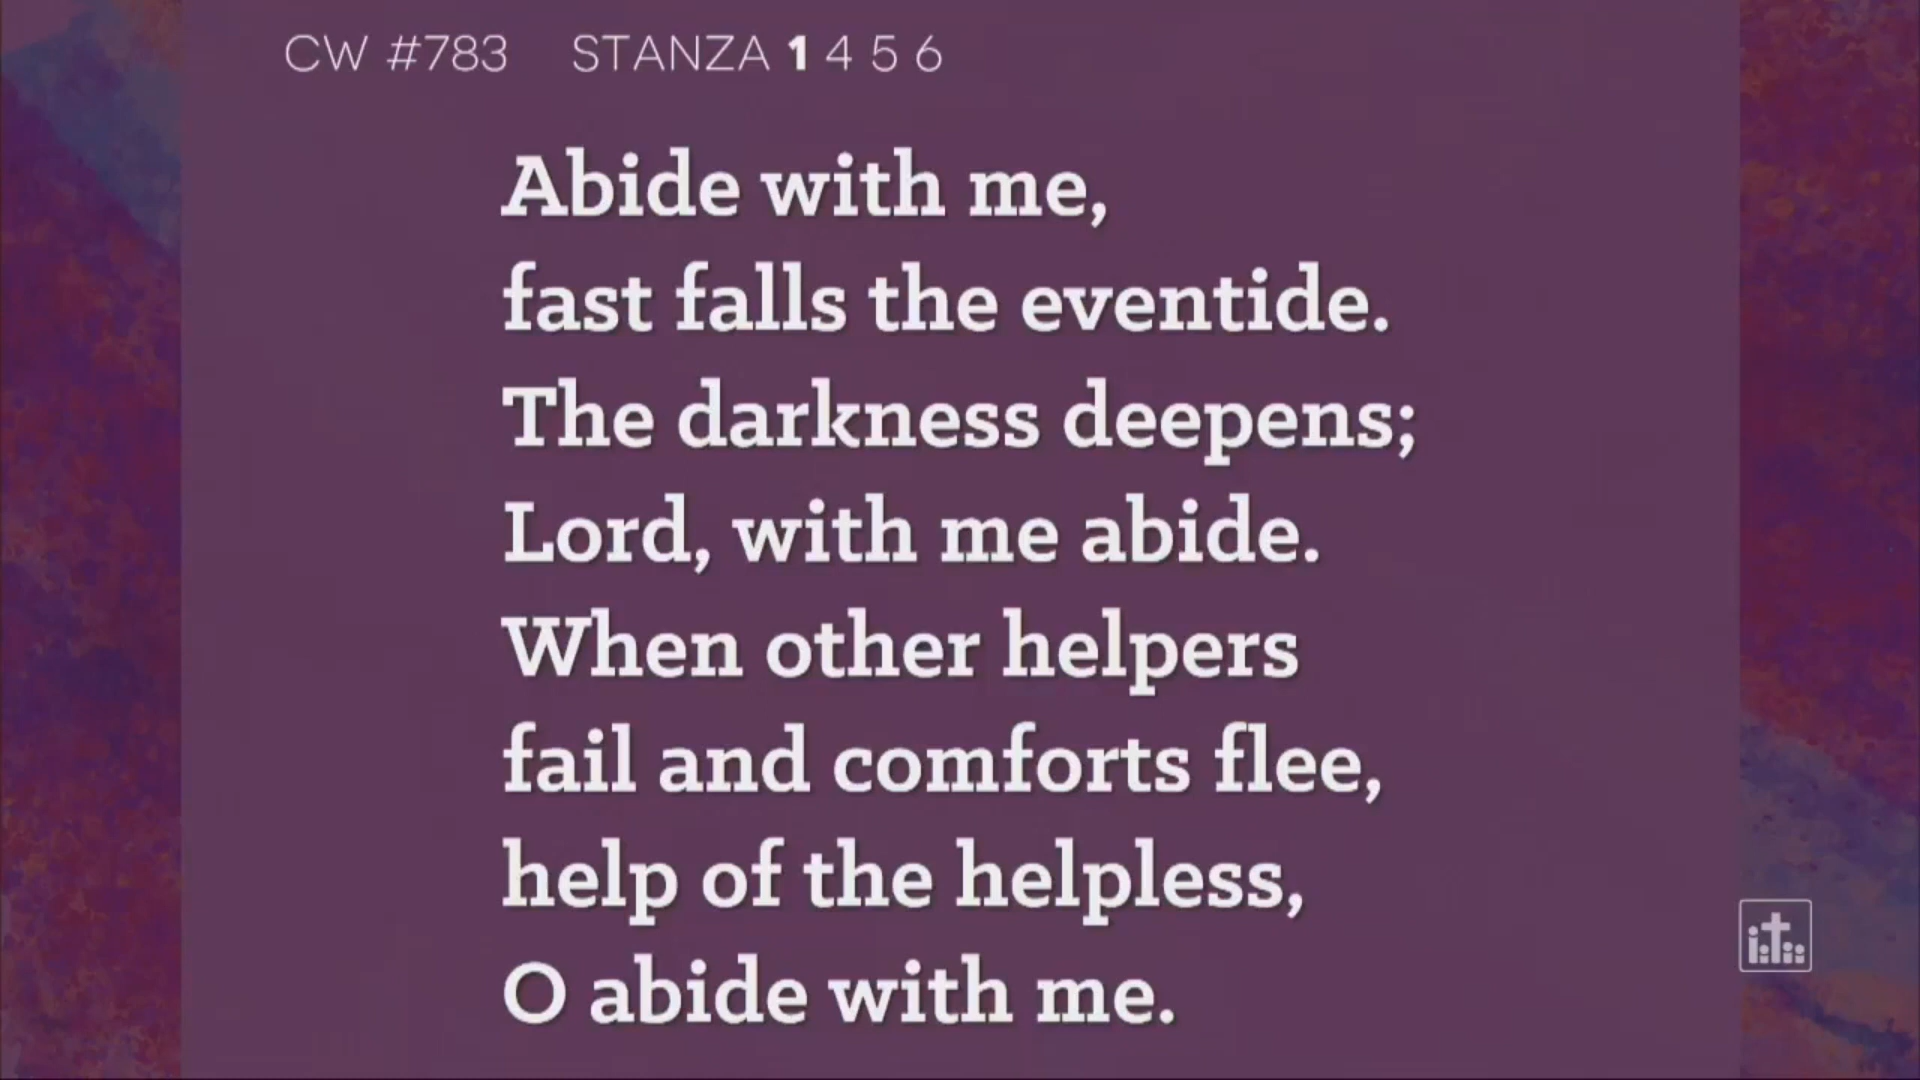 CW #783 STANZA 1 4 5 6
Abide with me,
fast falls the eventide.
The darkness deepens;
Lord, with me abide.
When other helpers
fail and comforts flee,
help of the helpless,
O abide with me.